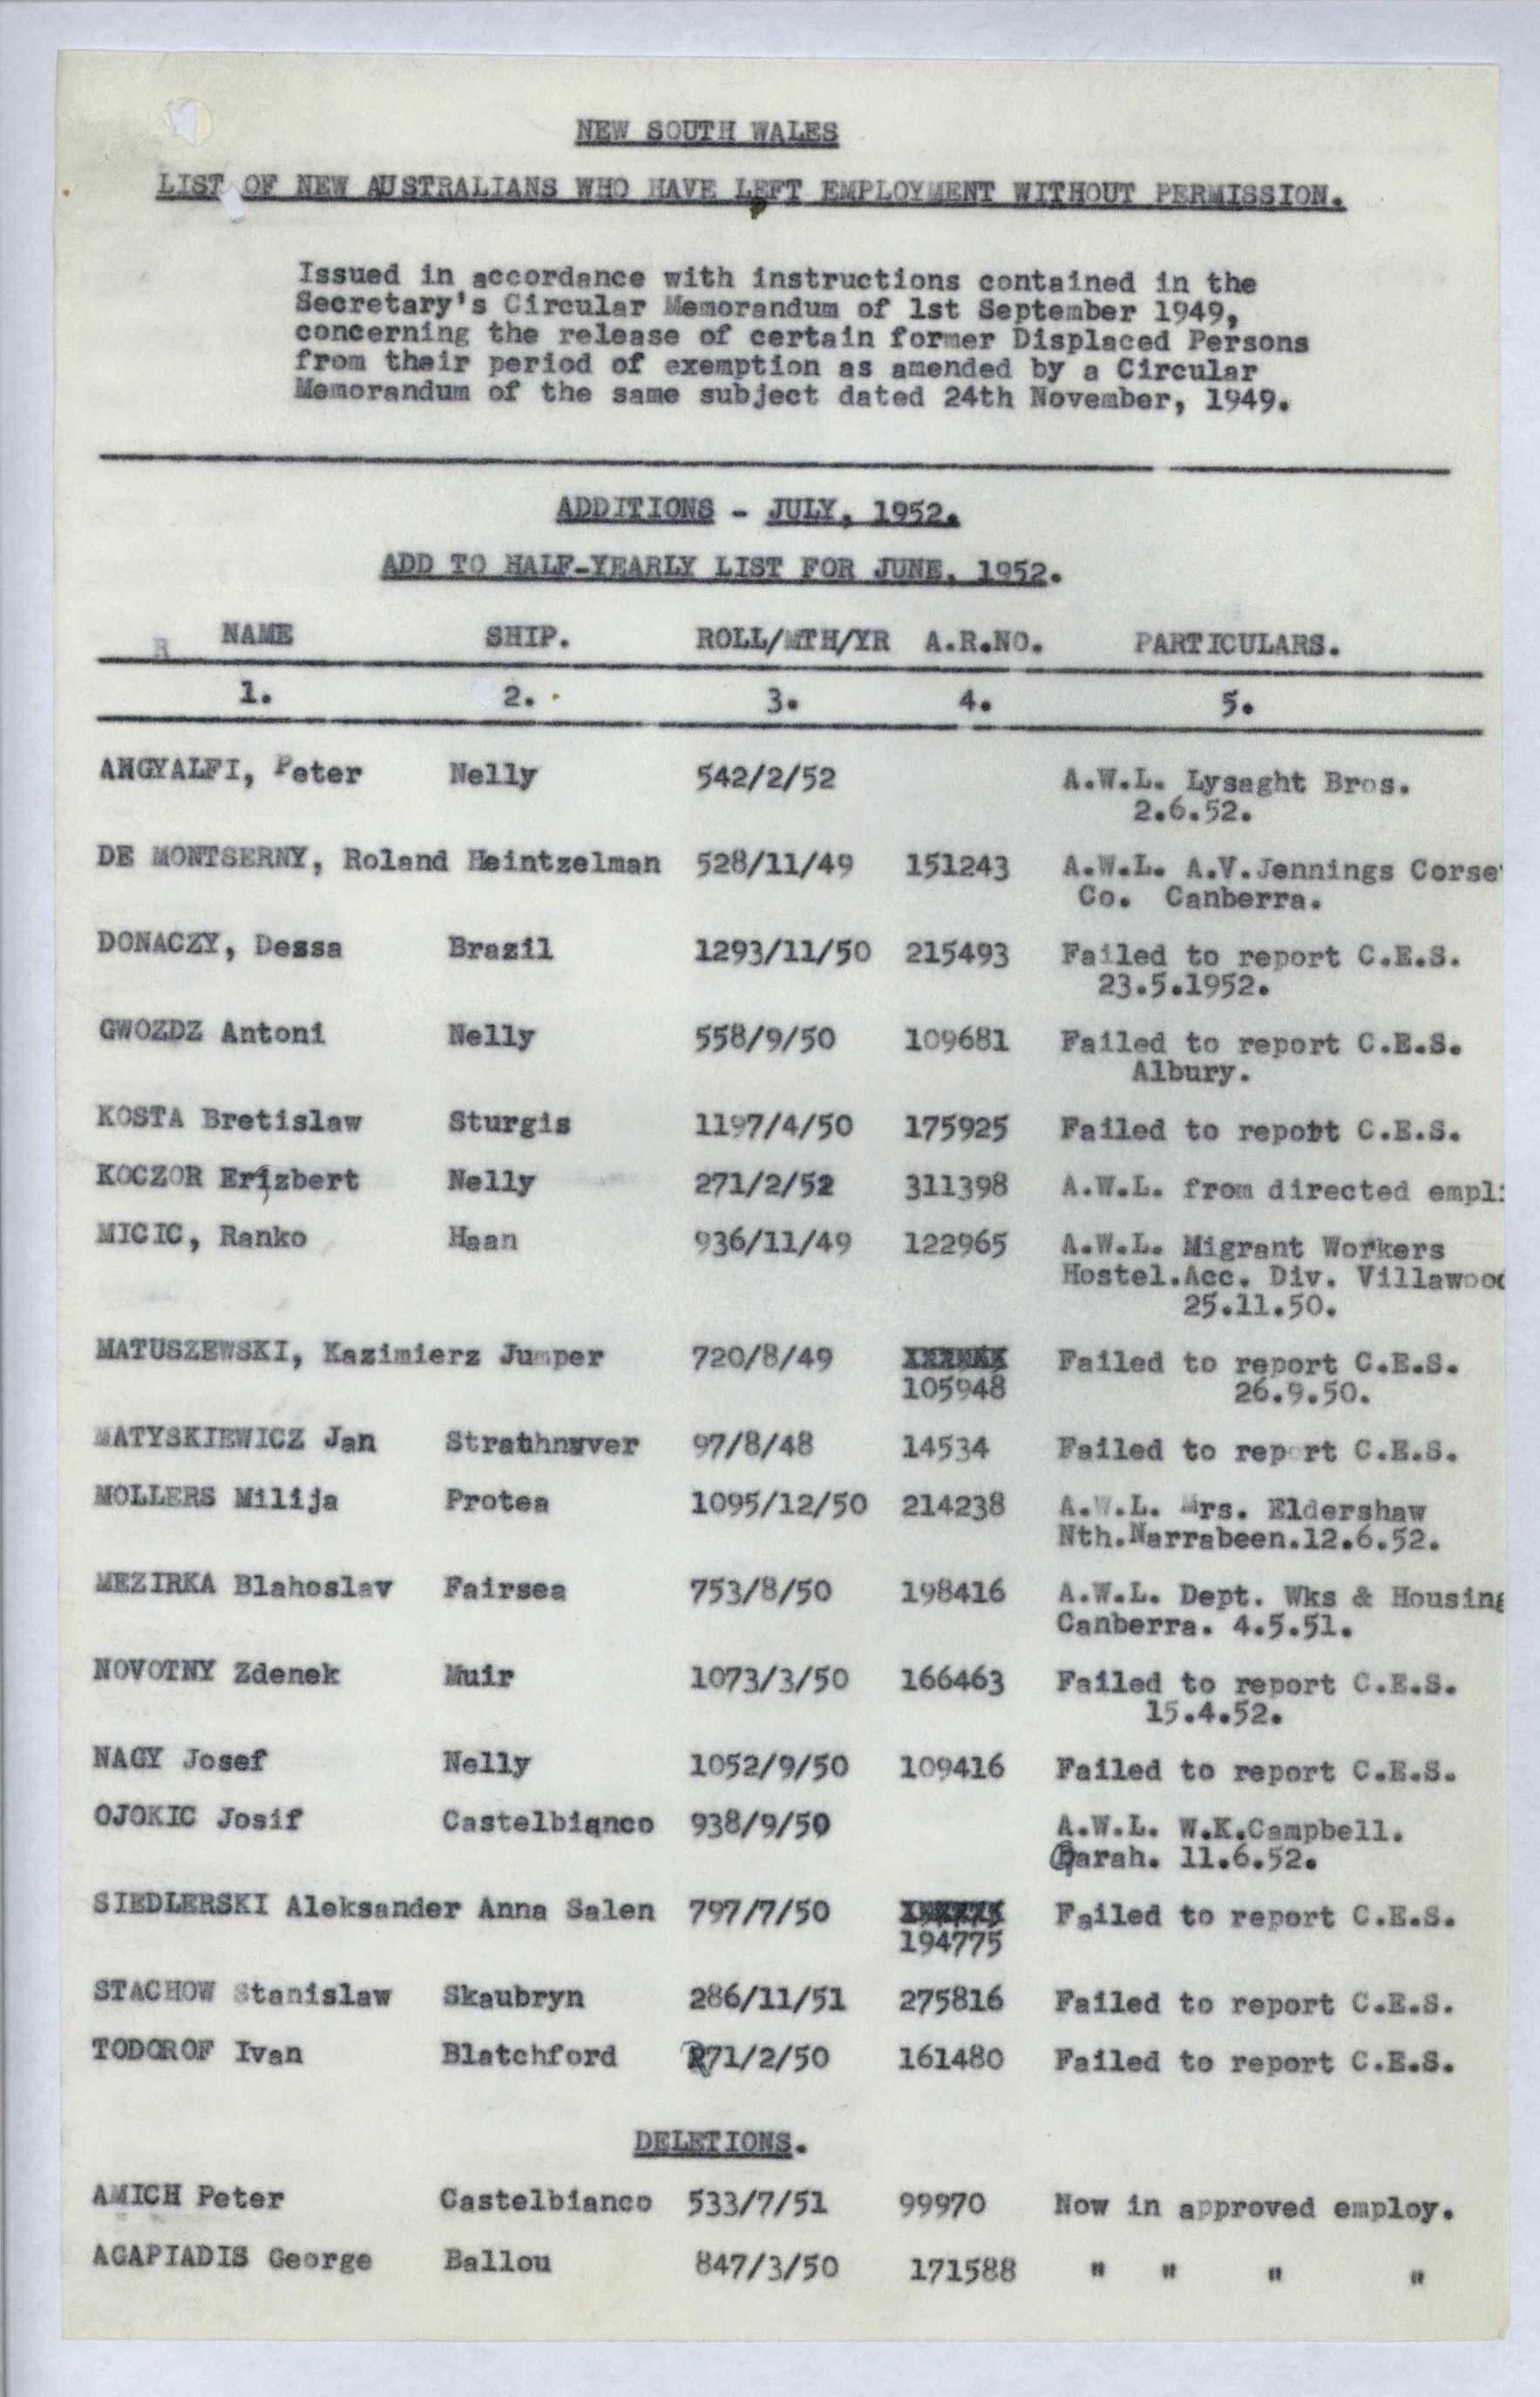 NEW SOUTH WALES
LIST OF NEW AUSTRALIANS WHO HAVE LEFT EMPLOYMENT WITHOUT PERMISSION.
Issued in accordance with instructions contained in the
Secretary's Circular Memorandum of 1st September 1949,
concerning the release of certain former Displaced Persons
from their period of exemption as amended by a Circular
Memorandum of the same subject dated 24th November, 1949.
ADDITIONS - JULY, 1952.
ADD TO HALF-YEARLY LIST FOR JUNE, 1952.
NAME SHIP. ROLL/MTH/YR A.R.NO. PARTICULARS.
1. 2. 3. 4. 5.
ANGYALFI, Peter Nelly 542/2/52 A.W.L. Lysaght Bros.
2.6.52.
DE MONTSERNY, Roland Heintzelman 528/11/49 151243 A.W.L. A.V.Jennings Corse
Co. Canberra.
DONACZY, Dessa Brazil 1293/11/50 215493 Failed to report C.E.S.
23.5.1952.
GWOZDZ Antoni Nelly 558/9/50 109681 Failed to report C.E.S.
Albury.
KOSTA Bretislaw Sturgis 1197/4/50 175925 Failed to report C.E.S.
KOCZOR Erizbert Nelly 271/2/52 311398 A.W.L. from directed empl
MICIC, Ranko Haan 936/11/49 122965 A.W.L. Migrant Workers
Hostel.Acc. Div. Villawood
25.11.50.
MATUSZEWSKI, Kazimierz Jumper 720/8/49 Failed to report C.E.S.
105948 26.9.50.
MATYSKIEWICZ Jan Strathnaver 97/8/48 14534 Failed to report C.E.S.
MOLLERS Milija Protea 1095/12/50 214238 A.W.L. Mrs. Eldershaw
Nth.Narrabeen.12.6.52.
MEZIRKA Blahoslav Fairsea 753/8/50 198416 A.W.L. Dept. Wks & Housing
Canberra. 4.5.51.
NOVOTNY Zdenek Muir 1073/3/50 166463 Failed to report C.E.S.
15.4.52.
NAGY Josef Nelly 1052/9/50 109416 Failed to report C.E.S.
OJOKIC Josif Castelbianco 938/9/50 A.W.L. W.K.Campbell.
11.6.52.
SIEDLERSKI Aleksander Anna Salen 797/7/50 Failed to report C.E.S.
194775
STACHOW Stanislaw Skaubryn 286/11/51 275816 Failed to report C.E.S.
TODOROF Ivan Blatchford 271/2/50 161480 Failed to report C.E.S.
DELETIONS.
AMICH Peter Castelbianco 533/7/51 99970 Now in approved employ.
AGAPIADIS George Ballou 847/3/50 171588 " " " "